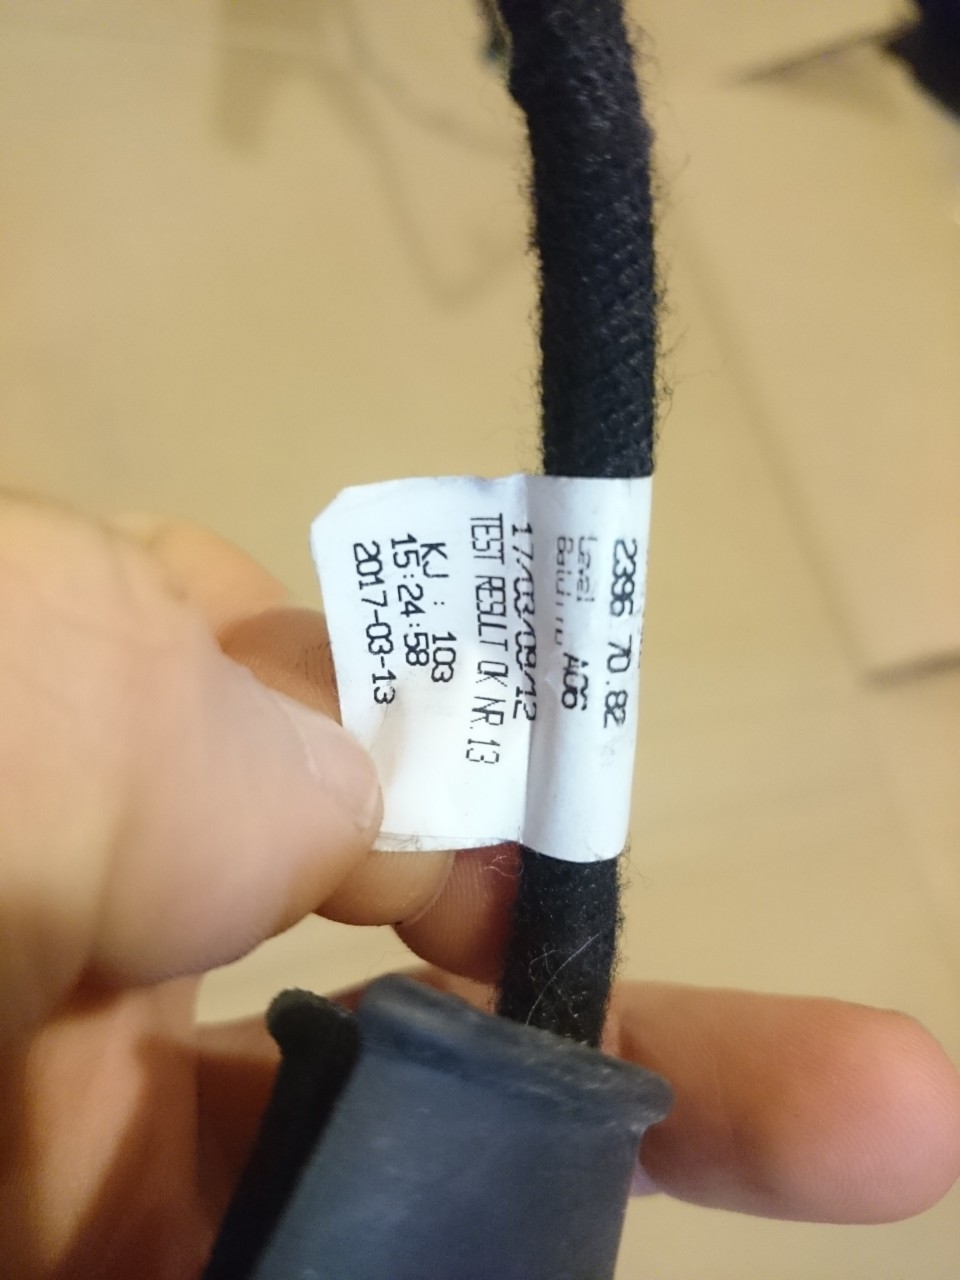 2396 70.82
Level
A06
17/03/09/12
TEST RESULT OK NR.13
KJ : 103
15:24:58
2017-03-13